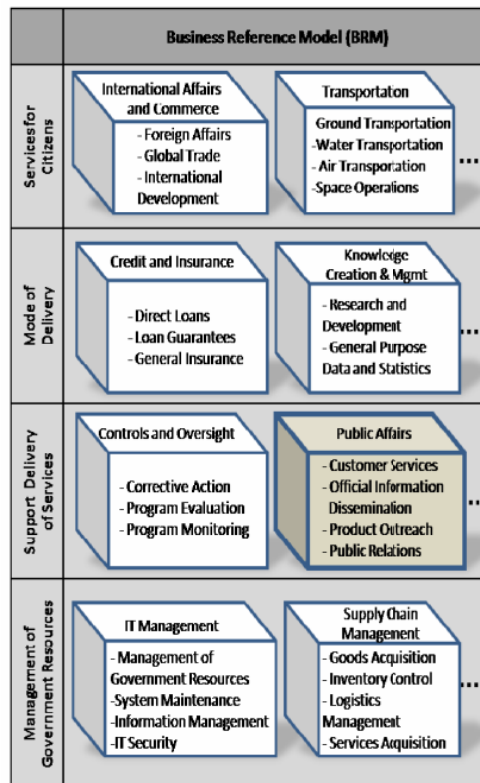 Business Reference Model (BRM)
Services for
Citizens
International Affairs
and Commerce
- Foreign Affairs
- Global Trade
- International
Development
Transportation
Ground Transportation
-Water Transportation
- Air Transportation
-Space Operations
...
Mode of
Delivery
Credit and Insurance
- Direct Loans
- Loan Guarantees
- General Insurance
Knowledge
Creation & Mgmt
- Research and
Development
- General Purpose
Data and Statistics
...
Support Delivery
of Services
Controls and Oversight
- Corrective Action
- Program Evaluation
- Program Monitoring
Public Affairs
- Customer Services
- Official Information
Dissemination
- Product Outreach
- Public Relations
...
Management of
Government Resources
IT Management
- Management of
Government Resources
-System Maintenance
-Information Management
-IT Security
Supply Chain
Management
- Goods Acquisition
- Inventory Control
- Logistics
Management
- Services Acquisition
...